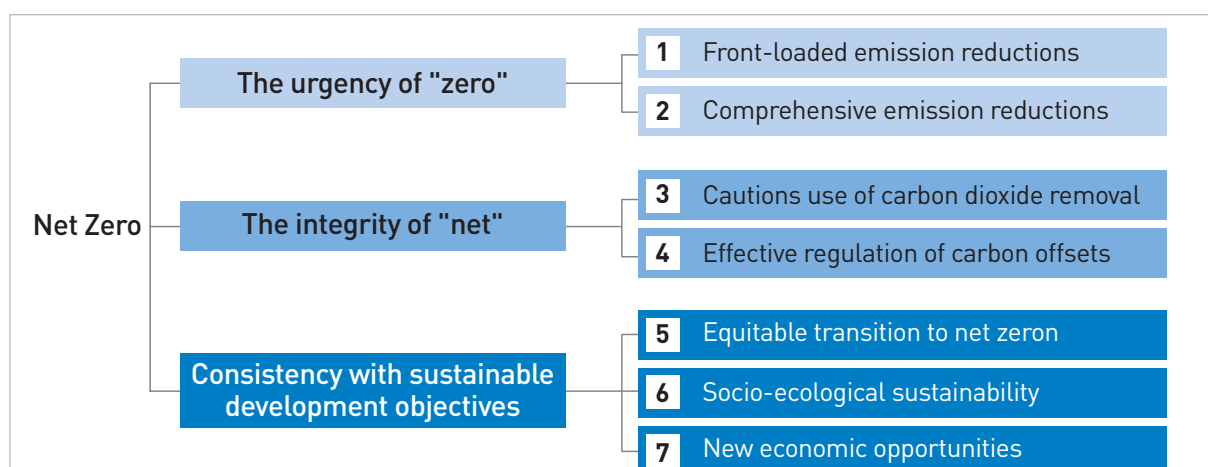 Net Zero
The urgency of "zero"
1 Front-loaded emission reductions
2 Comprehensive emission reductions
The integrity of "net"
3 Cautions use of carbon dioxide removal
4 Effective regulation of carbon offsets
Consistency with sustainable
development objectives
5 Equitable transition to net zeron
6 Socio-ecological sustainability
7 New economic opportunities